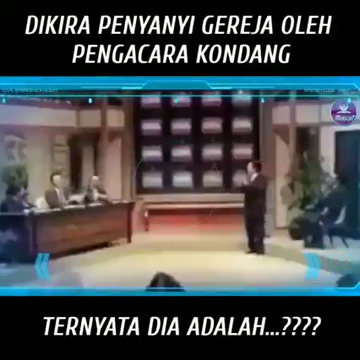 DIKIRA PENYANYI GEREJA OLEH
PENGACARA KONDANG
TERNYATA DIA ADALAH...????